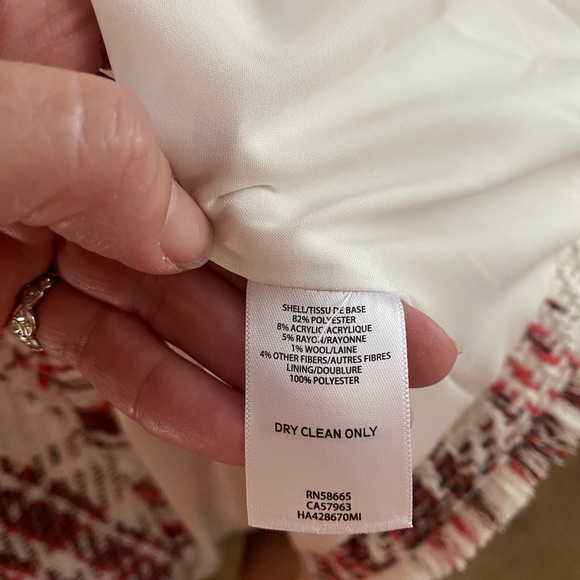 SHELL/TISSU DE BASE
82% POLYESTER
8% ACRYLIC/ACRYLIQUE
5% RAYON/RAYONNE
1% WOOL/LAINE
4% OTHER FIBERS/AUTRES FIBRES
LINING/DOUBLURE
100% POLYESTER
DRY CLEAN ONLY
RN58665
CA57963
HA428670MI